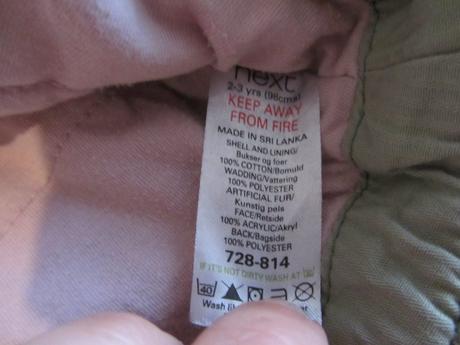 next
2-3 yrs (98cms)
KEEP AWAY
FROM FIRE
MADE IN SRI LANKA
SHELL AND LINING/
Bukser og foer
100% COTTON/Bomuld
WADDING/Vattering
100% POLYESTER
ARTIFICIAL FUR/
Kunstig pels
FACE/Retside
100% ACRYLIC/Akryl
BACK/Bagside
100% POLYESTER
728-814
IF IT'S NOT DIRTY WASH AT
40
Wash